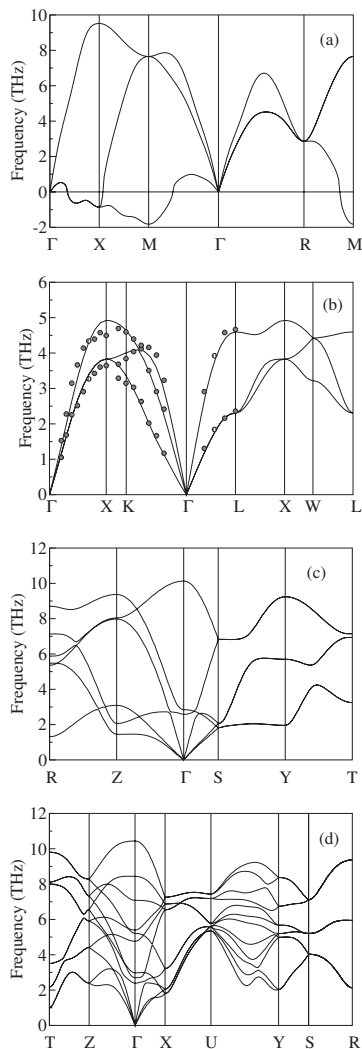 10
(a)
8
6
4
2
0
-2
Frequency (THz)
Γ X M Γ R M
6
(b)
5
4
3
2
1
0
Frequency (THz)
Γ X K Γ L X W L
12
(c)
10
8
6
4
2
0
Frequency (THz)
R Z Γ S Y T
12
(d)
10
8
6
4
2
0
Frequency (THz)
T Z Γ X U Y S R